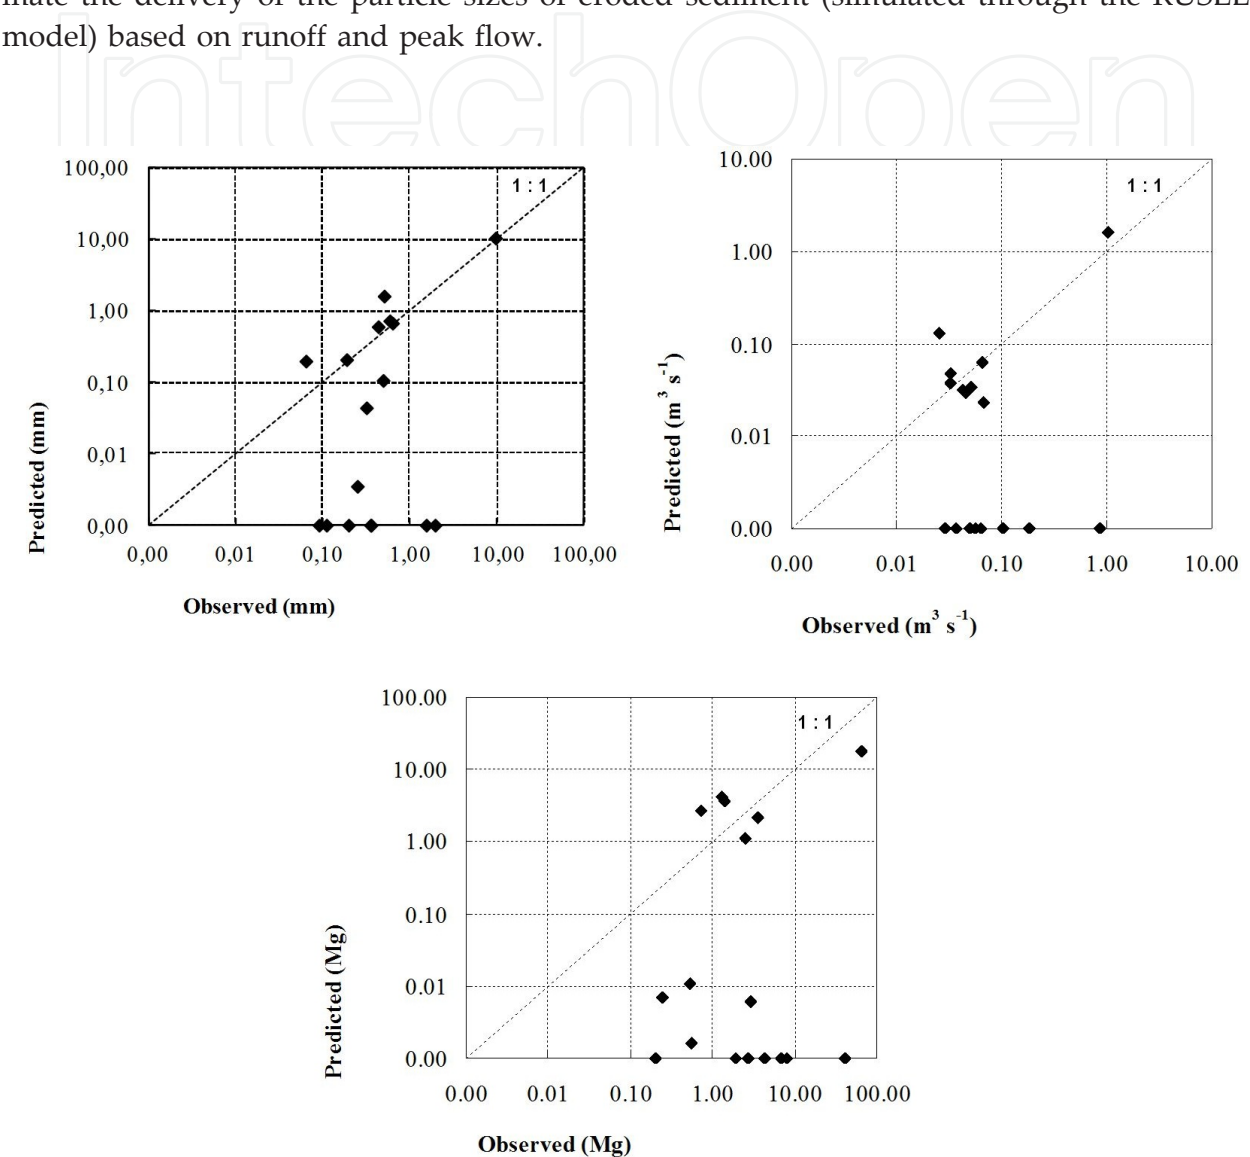 mate the delivery of the particle sizes of eroded sediment (simulated through the RUSLE
model) based on runoff and peak flow.
IntechOpen
100,00
10,00
1,00
0,10
0,01
0,00
Predicted (mm)
1 : 1
0,00 0,01 0,10 1,00 10,00 100,00
Observed (mm)
10.00
1.00
0.10
0.01
0.00
Predicted (m³ s⁻¹)
1 : 1
0.00 0.01 0.10 1.00 10.00
Observed (m³ s⁻¹)
100.00
10.00
1.00
0.10
0.01
0.00
Predicted (Mg)
1 : 1
0.00 0.01 0.10 1.00 10.00 100.00
Observed (Mg)